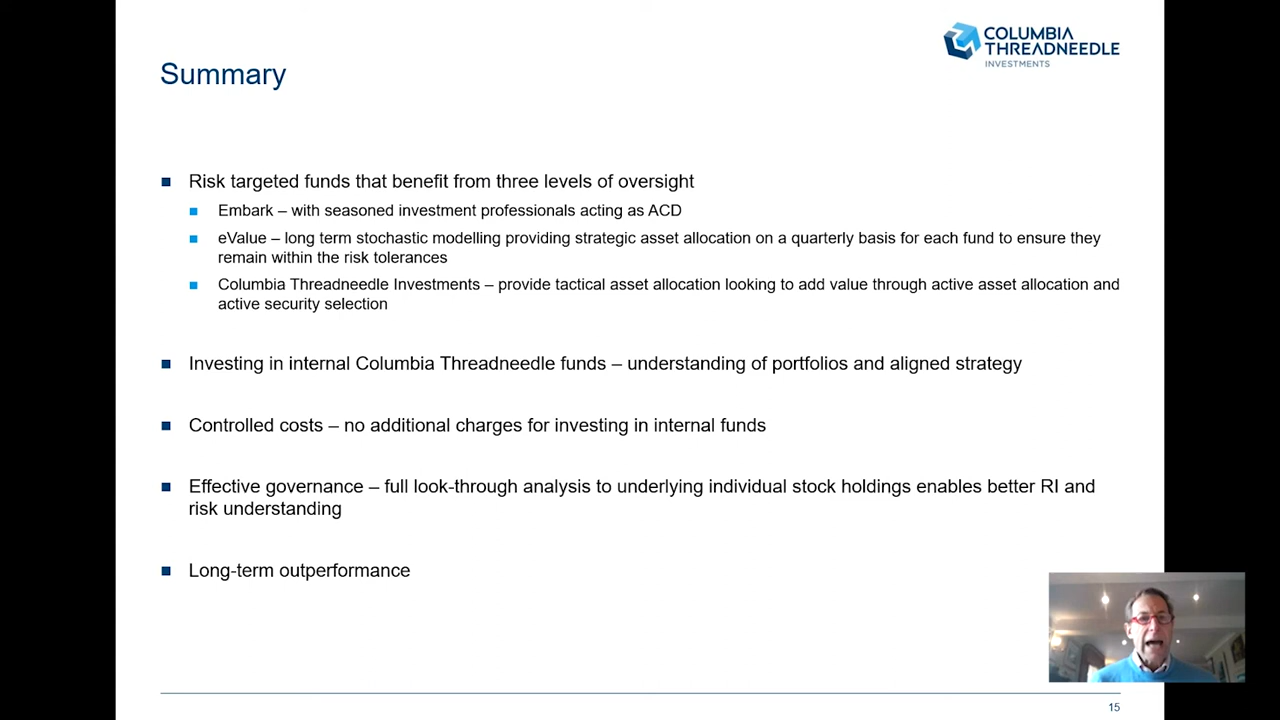 COLUMBIA
THREADNEEDLE
INVESTMENTS
Summary
Risk targeted funds that benefit from three levels of oversight
Embark – with seasoned investment professionals acting as ACD
eValue – long term stochastic modelling providing strategic asset allocation on a quarterly basis for each fund to ensure they
remain within the risk tolerances
Columbia Threadneedle Investments – provide tactical asset allocation looking to add value through active asset allocation and
active security selection
Investing in internal Columbia Threadneedle funds – understanding of portfolios and aligned strategy
Controlled costs – no additional charges for investing in internal funds
Effective governance – full look-through analysis to underlying individual stock holdings enables better RI and
risk understanding
Long-term outperformance
15